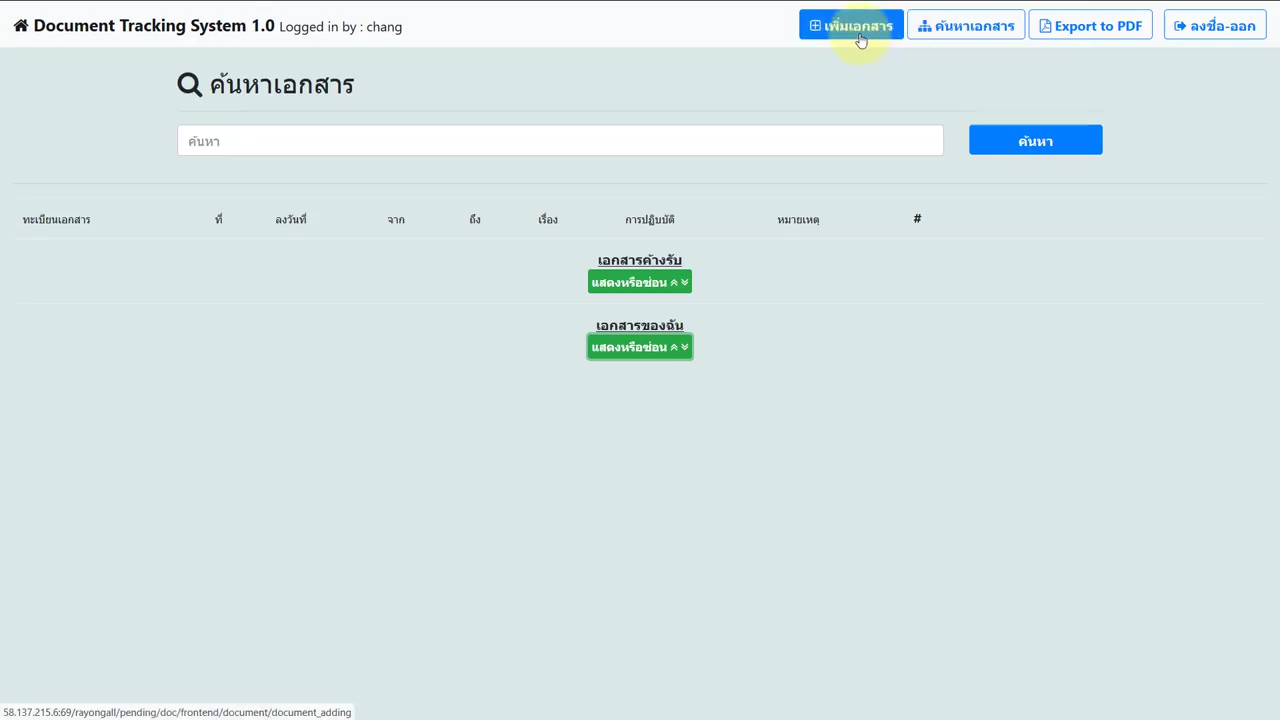 Document Tracking System 1.0 Logged in by : chang
เพิ่มเอกสาร ค้นหาเอกสาร Export to PDF ลงชื่อ-ออก
ค้นหาเอกสาร
ค้นหา ค้นหา
ทะเบียนเอกสาร ที่ ลงวันที่ จาก ถึง เรื่อง การปฏิบัติ หมายเหตุ #
เอกสารค้างรับ
แสดงหรือซ่อน
เอกสารของฉัน
แสดงหรือซ่อน
58.137.215.6:69/rayongall/pending/doc/frontend/document/document_adding